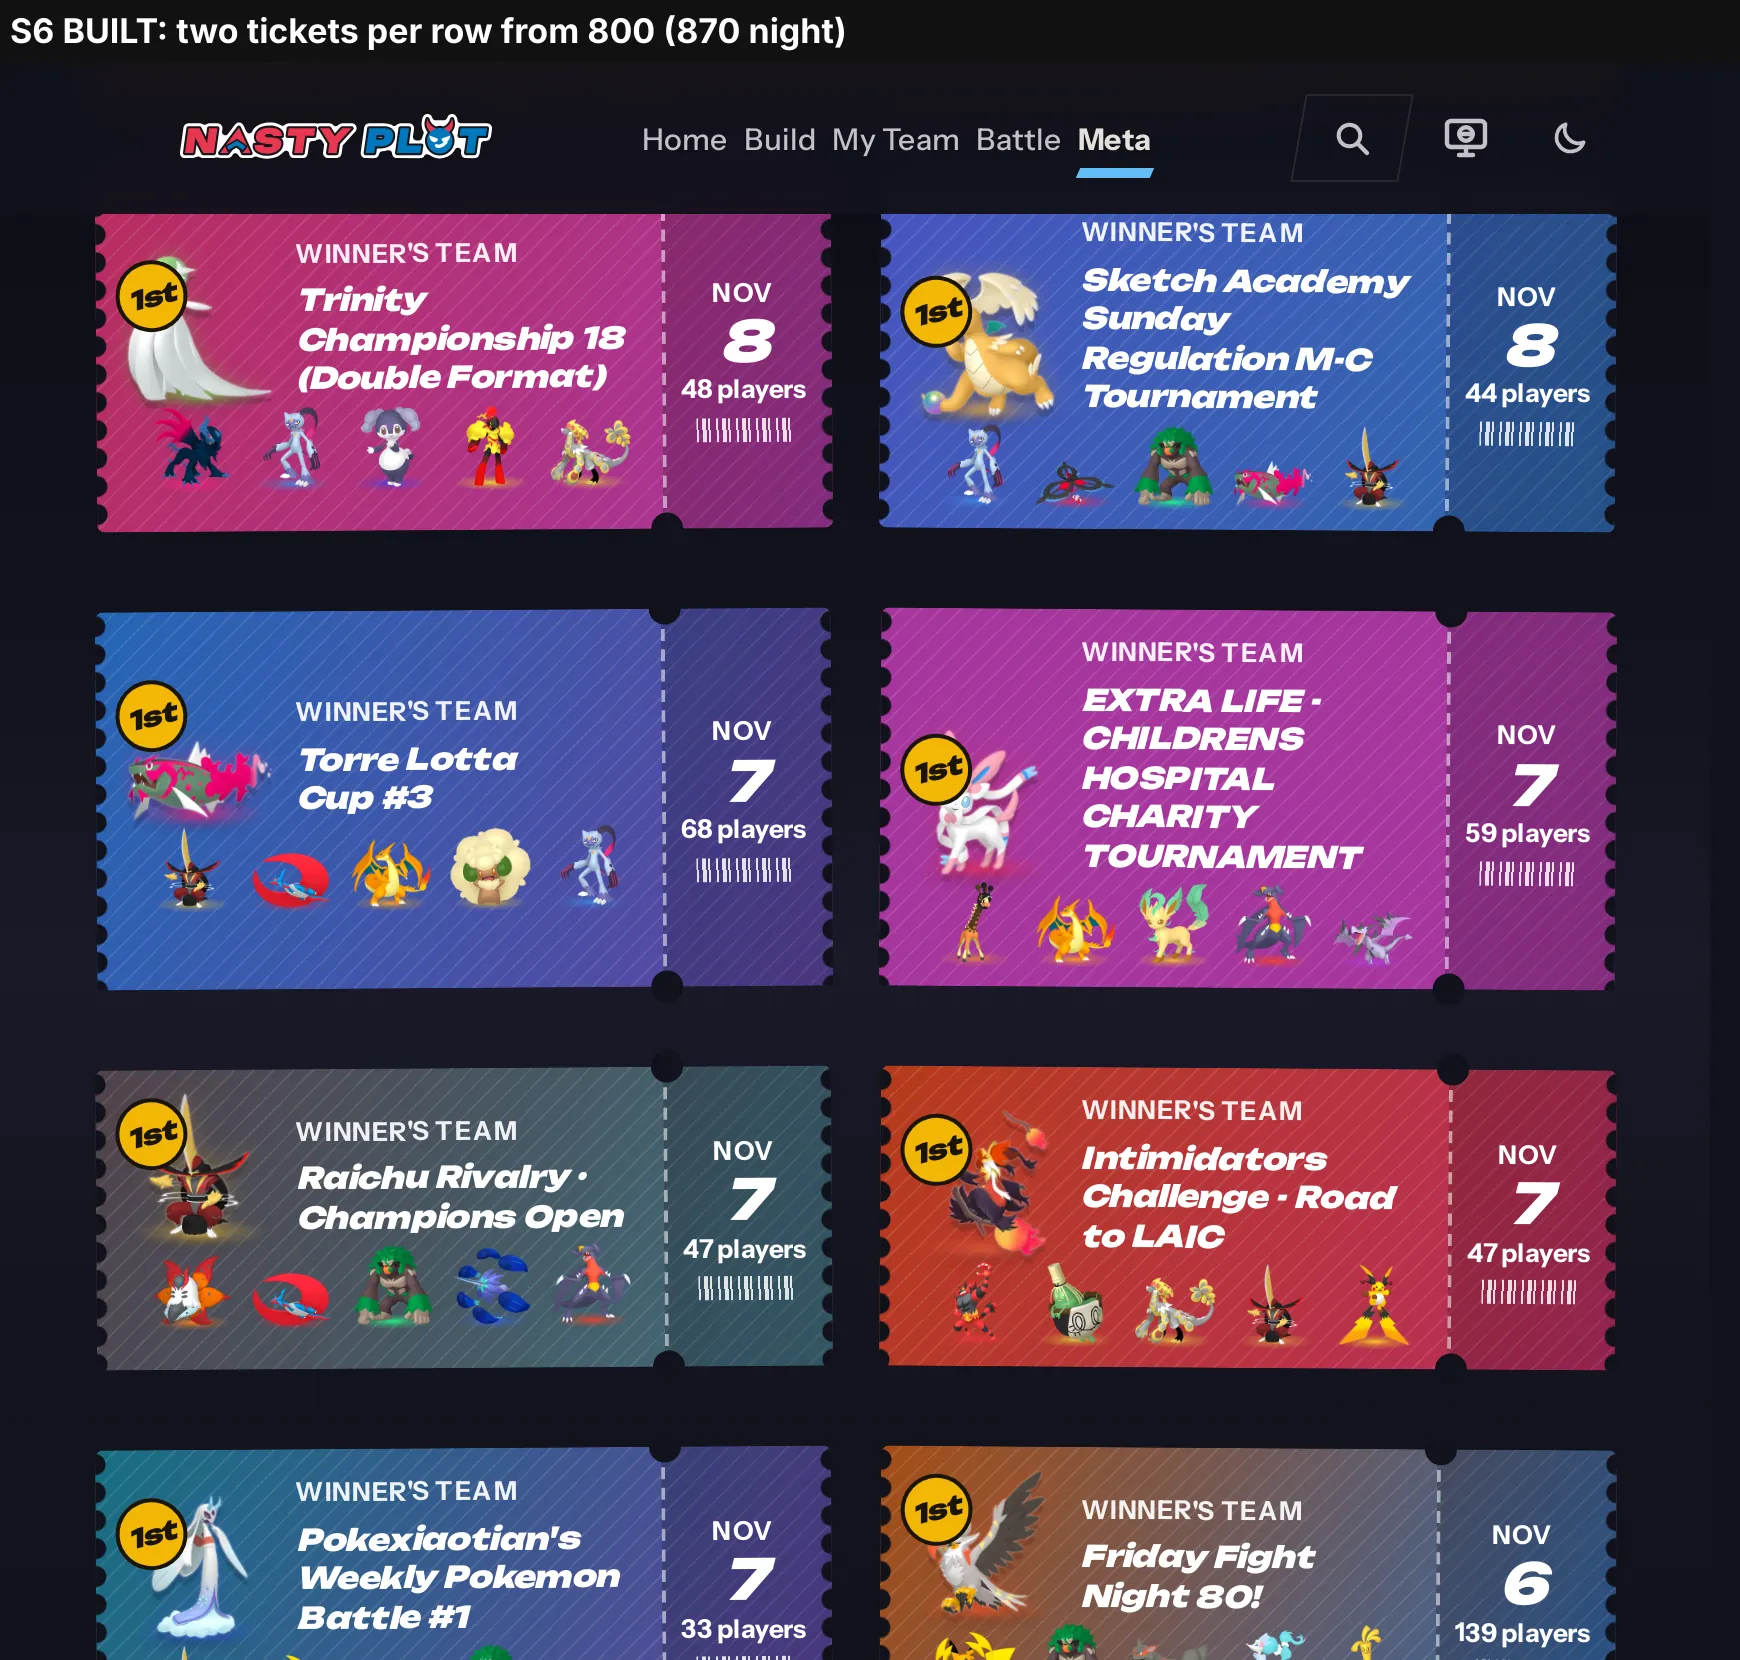 S6 BUILT: two tickets per row from 800 (870 night)
NASTY PLOT
Home Build My Team Battle Meta
WINNER'S TEAM
1st
Trinity
Championship 18
(Double Format)
NOV
8
48 players
WINNER'S TEAM
1st
Sketch Academy
Sunday
Regulation M-C
Tournament
NOV
8
44 players
1st
WINNER'S TEAM
Torre Lotta
Cup #3
NOV
7
68 players
WINNER'S TEAM
1st
EXTRA LIFE -
CHILDRENS
HOSPITAL
CHARITY
TOURNAMENT
NOV
7
59 players
1st
WINNER'S TEAM
Raichu Rivalry •
Champions Open
NOV
7
47 players
WINNER'S TEAM
1st
Intimidators
Challenge - Road
to LAIC
NOV
7
47 players
WINNER'S TEAM
1st
Pokexiaotian's
Weekly Pokemon
Battle #1
NOV
7
33 players
1st
WINNER'S TEAM
Friday Fight
Night 80!
NOV
6
139 players